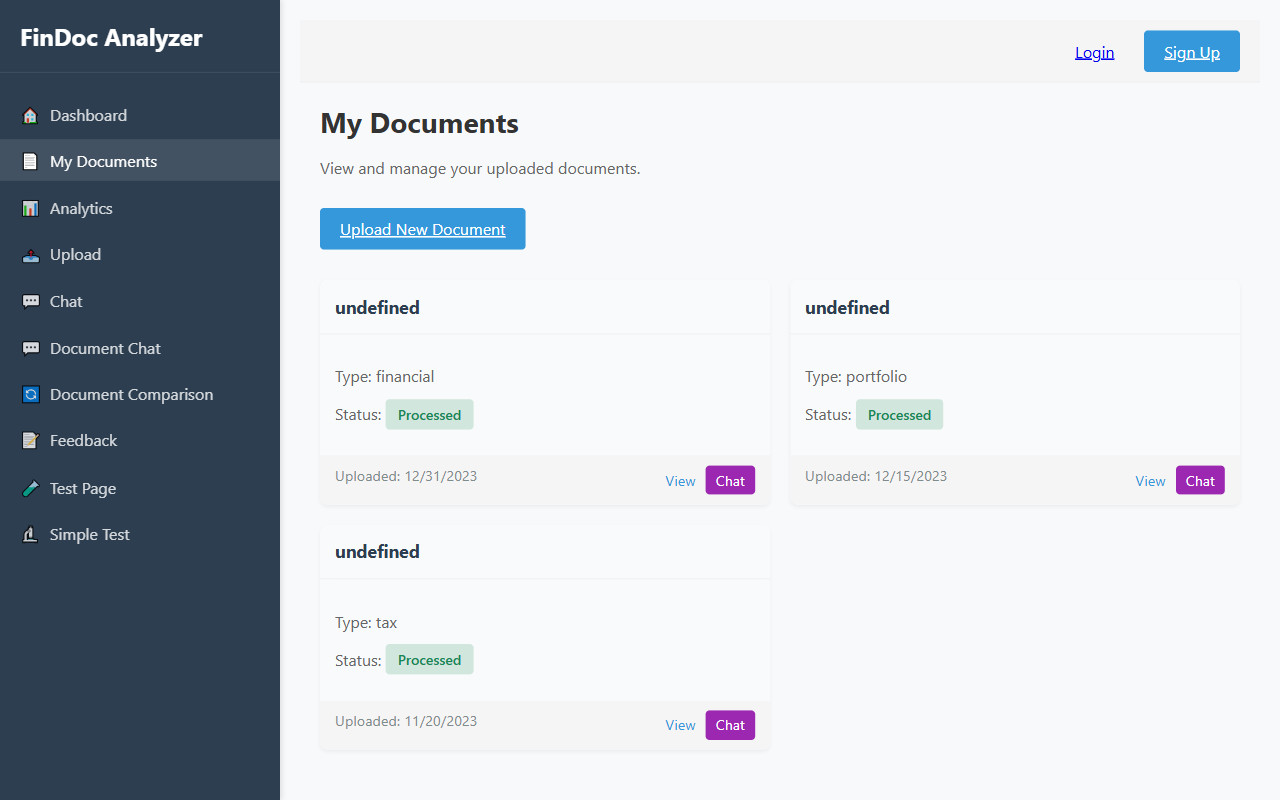 FinDoc Analyzer
Dashboard
My Documents
Analytics
Upload
Chat
Document Chat
Document Comparison
Feedback
Test Page
Simple Test
Login
Sign Up
My Documents
View and manage your uploaded documents.
Upload New Document
undefined
Type: financial
Status: Processed
Uploaded: 12/31/2023
View
Chat
undefined
Type: portfolio
Status: Processed
Uploaded: 12/15/2023
View
Chat
undefined
Type: tax
Status: Processed
Uploaded: 11/20/2023
View
Chat